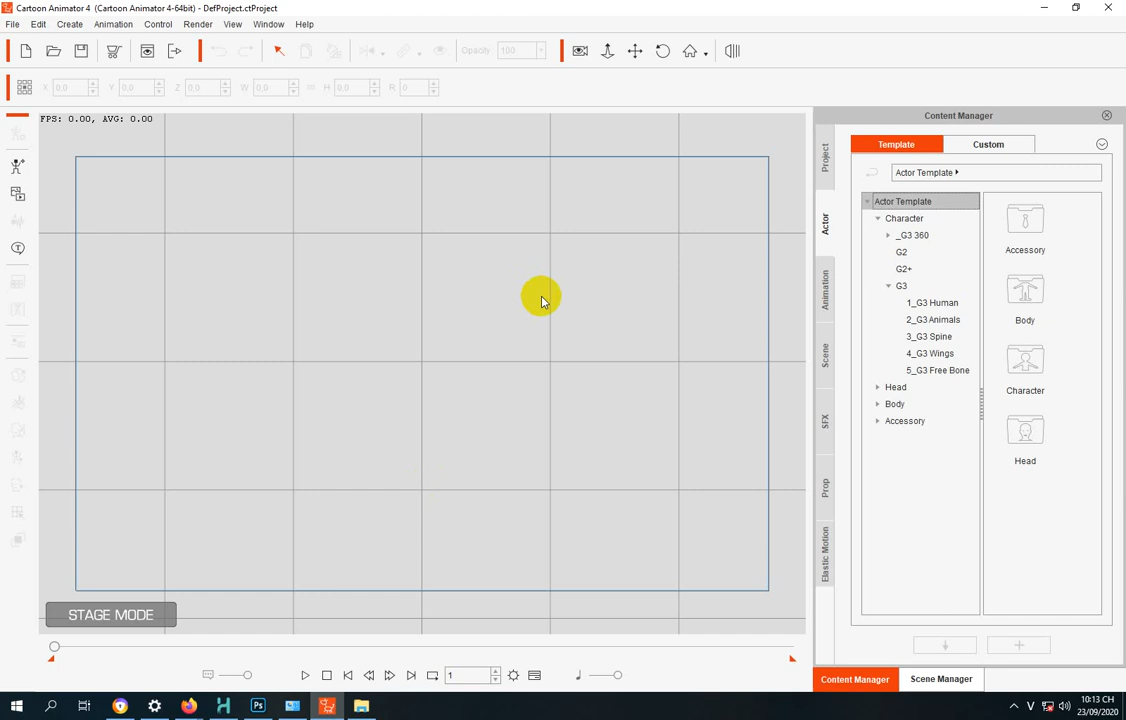 Cartoon Animator 4 (Cartoon Animator 4-64bit) - DefProject.ctProject
File Edit Create Animation Control Render View Window Help
Opacity 100
X 0,0 Y 0,0 Z 0,0 W 0,0 H 0,0 R 0
FPS: 0.00, AVG: 0.00
STAGE MODE
1
Content Manager
Project
Actor
Animation
Scene
SFX
Prop
Elastic Motion
Template Custom
Actor Template
Actor Template
Character
_G3 360
G2
G2+
G3
1_G3 Human
2_G3 Animals
3_G3 Spine
4_G3 Wings
5_G3 Free Bone
Head
Body
Accessory
Accessory
Body
Character
Head
Content Manager Scene Manager
10:13 CH
23/09/2020